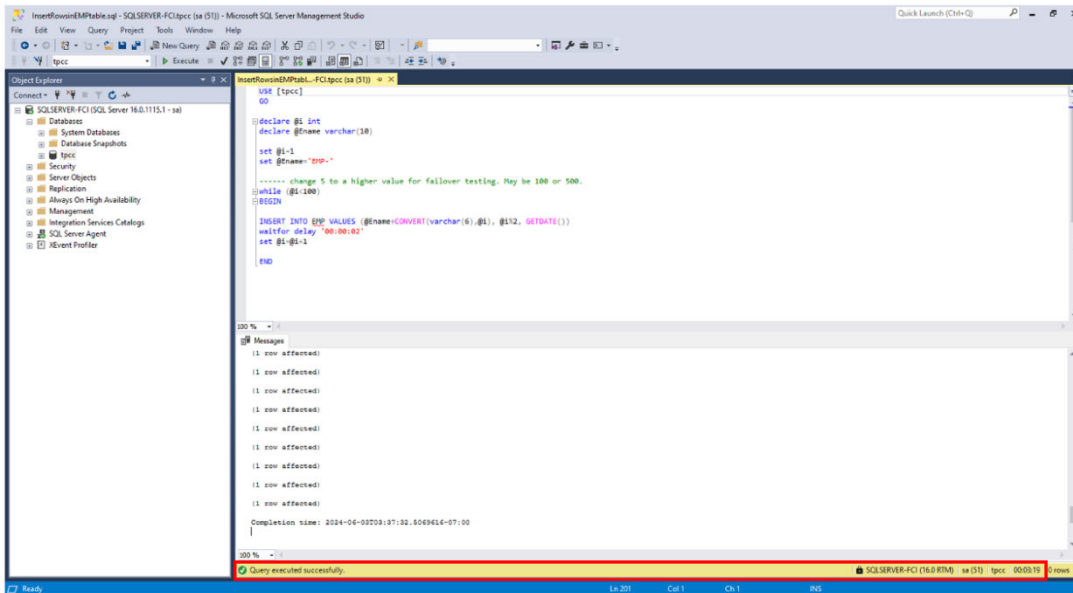 InsertRowsinEMPtable.sql - SQLSERVER-FCI.tpcc (sa (51)) - Microsoft SQL Server Management Studio
Quick Launch (Ctrl+Q)
File Edit View Query Project Tools Window Help
New Query
tpcc
Execute
Object Explorer
Connect
SQLSERVER-FCI (SQL Server 16.0.1115.1 - sa)
Databases
System Databases
Database Snapshots
tpcc
Security
Server Objects
Replication
Always On High Availability
Management
Integration Services Catalogs
SQL Server Agent
XEvent Profiler
InsertRowsinEMPtabl...-FCI.tpcc (sa (51))
USE [tpcc]
GO
declare @i int
declare @Ename varchar(10)
set @i=1
set @Ename='EMP-'
------ change 5 to a higher value for failover testing. May be 100 or 500.
while (@i<100)
BEGIN
INSERT INTO EMP VALUES (@Ename+CONVERT(varchar(6),@i), @i%2, GETDATE())
waitfor delay '00:00:02'
set @i=@i+1
END
100 %
Messages
(1 row affected)
(1 row affected)
(1 row affected)
(1 row affected)
(1 row affected)
(1 row affected)
(1 row affected)
(1 row affected)
(1 row affected)
Completion time: 2024-06-03T03:37:32.5069616-07:00
100 %
Query executed successfully.
SQLSERVER-FCI (16.0 RTM) sa (51) tpcc 00:03:19 0 rows
Ready
Ln 201 Col 1 Ch 1 INS